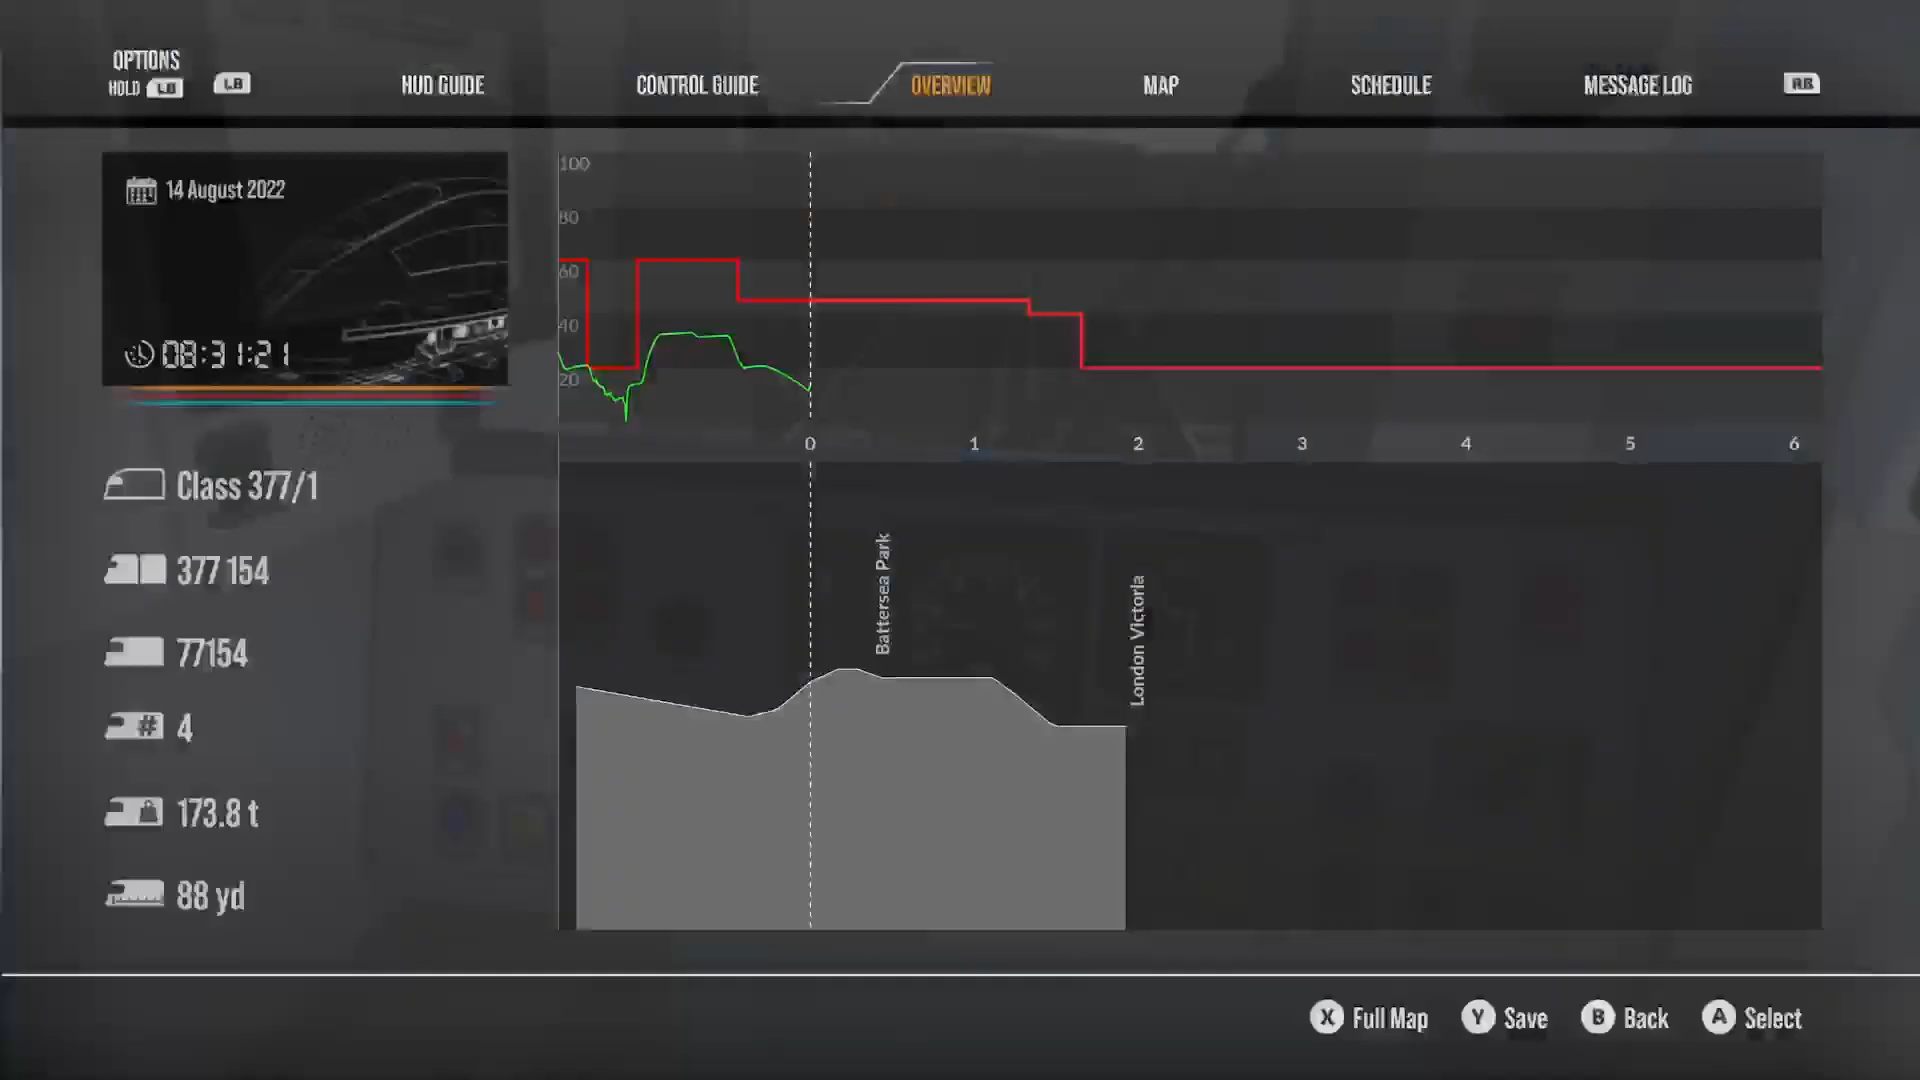 OPTIONS
HOLD LB
LB
HUD GUIDE
CONTROL GUIDE
OVERVIEW
MAP
SCHEDULE
MESSAGE LOG
RB
14 August 2022
08:31:21
Class 377/1
377 154
77154
# 4
173.8 t
88 yd
100
80
60
40
20
0 1 2 3 4 5 6
Battersea Park
London Victoria
X Full Map
Y Save
B Back
A Select